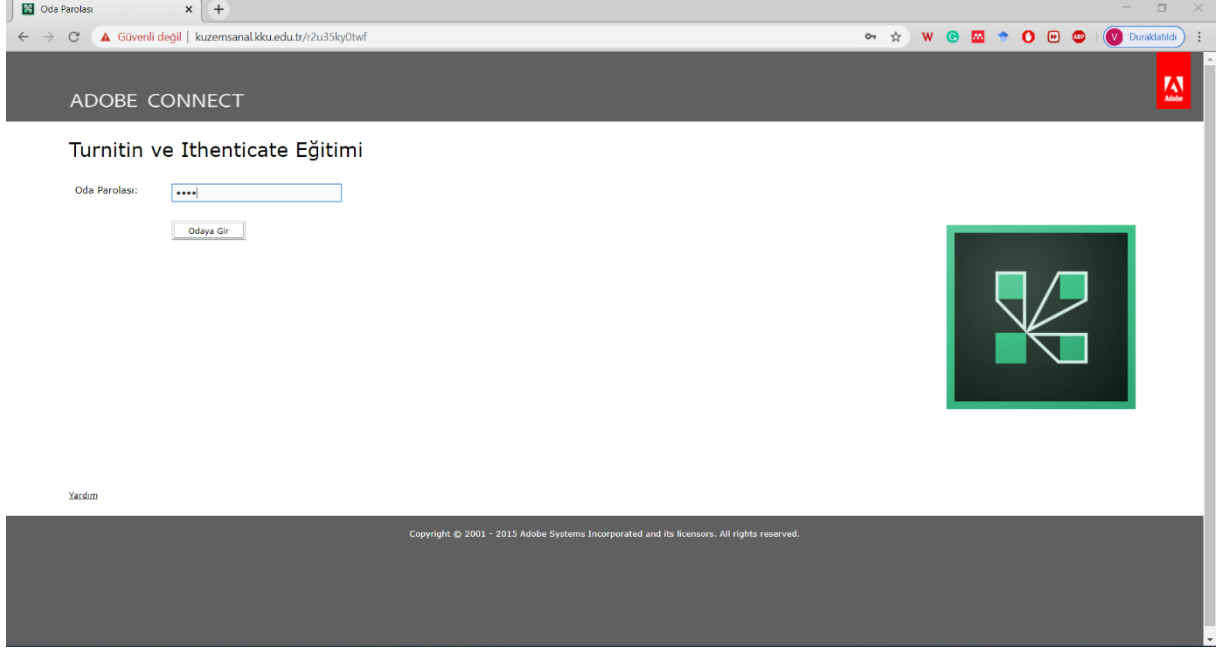 Oda Parolası
Güvenli değil | kuzemsanal.kku.edu.tr/r2u35ky0twf
W
G
ABP
V
Duraklatıldı
ADOBE CONNECT
Adobe
Turnitin ve Ithenticate Eğitimi
Oda Parolası:
••••
Odaya Gir
Yardım
Copyright © 2001 - 2015 Adobe Systems Incorporated and its licensors. All rights reserved.